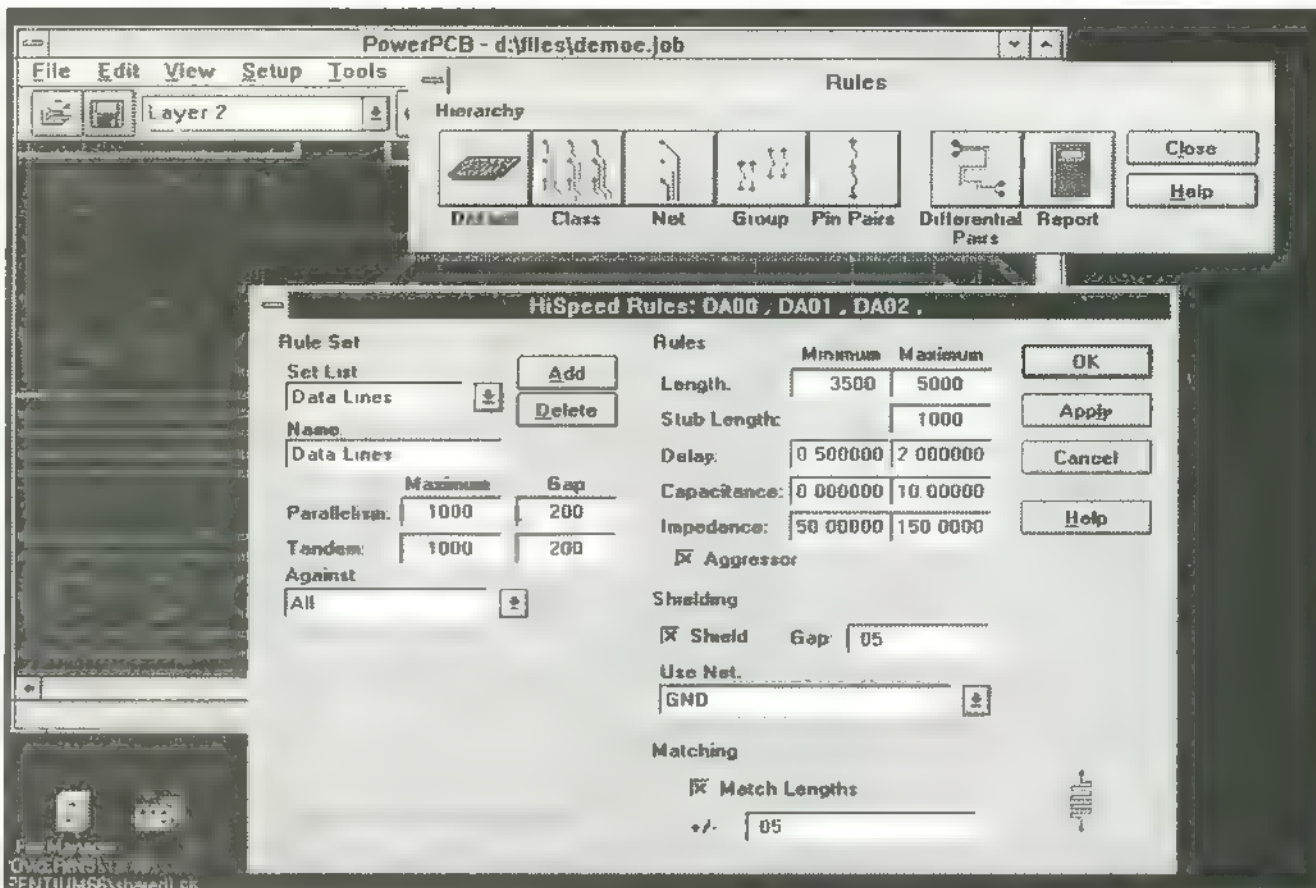 PowerPCB - d:\files\demoe.job
File Edit View Setup Tools
Layer 2
Rules
Hierarchy
Class
Net
Group
Pin Pairs
Differential Pairs
Report
Close
Help
HiSpeed Rules: DA00 , DA01 , DA02 ,
Rule Set
Set List
Data Lines
Add
Delete
Name
Data Lines
Maximum Gap
Parallelism: 1000 200
Tandem: 1000 200
Against
All
Rules
Minimum Maximum
Length: 3500 5000
Stub Length: 1000
Delay: 0.500000 2.000000
Capacitance: 0.000000 10.00000
Impedance: 50.00000 150.0000
Aggressor
Shielding
Shield Gap: 05
Use Net.
GND
Matching
Match Lengths
+/- 05
OK
Apply
Cancel
Help